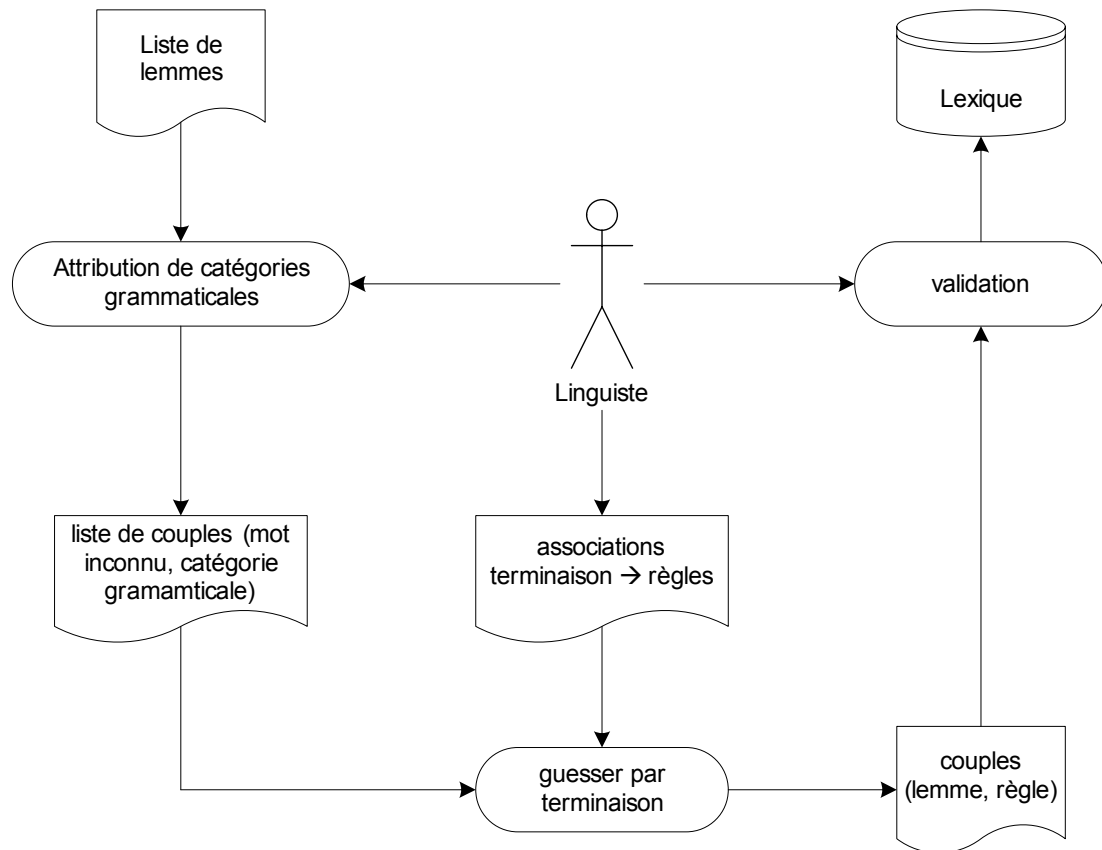 Liste de
lemmes
Lexique
Attribution de catégories
grammaticales
validation
Linguiste
liste de couples (mot
inconnu, catégorie
gramamticale)
associations
terminaison → règles
guesser par
terminaison
couples
(lemme, règle)